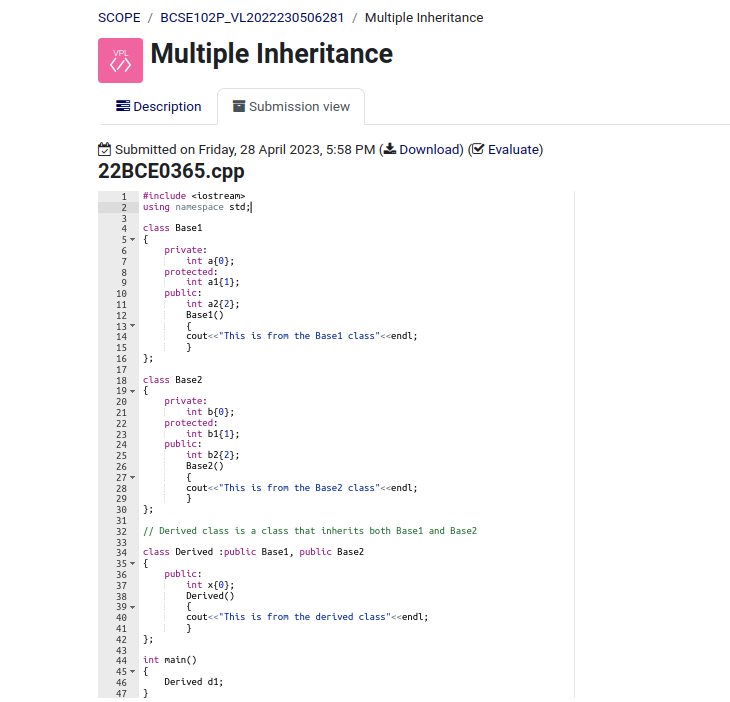 SCOPE / BCSE102P_VL2022230506281 / Multiple Inheritance
VPL
</>
Multiple Inheritance
Description
Submission view
Submitted on Friday, 28 April 2023, 5:58 PM (Download) (Evaluate)
22BCE0365.cpp
1 #include <iostream>
2 using namespace std;
3
4 class Base1
5 {
6     private:
7         int a{0};
8     protected:
9         int a1{1};
10     public:
11         int a2{2};
12         Base1()
13         {
14         cout<<"This is from the Base1 class"<<endl;
15         }
16 };
17
18 class Base2
19 {
20     private:
21         int b{0};
22     protected:
23         int b1{1};
24     public:
25         int b2{2};
26         Base2()
27         {
28         cout<<"This is from the Base2 class"<<endl;
29         }
30 };
31
32 // Derived class is a class that inherits both Base1 and Base2
33
34 class Derived :public Base1, public Base2
35 {
36     public:
37         int x{0};
38         Derived()
39         {
40         cout<<"This is from the derived class"<<endl;
41         }
42 };
43
44 int main()
45 {
46     Derived d1;
47 }